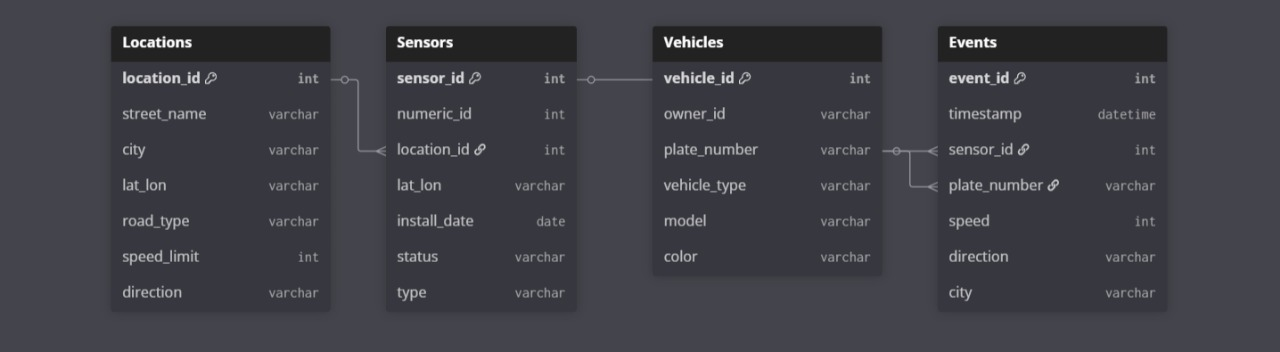 Locations
location_id int
street_name varchar
city varchar
lat_lon varchar
road_type varchar
speed_limit int
direction varchar
Sensors
sensor_id int
numeric_id int
location_id int
lat_lon varchar
install_date date
status varchar
type varchar
Vehicles
vehicle_id int
owner_id varchar
plate_number varchar
vehicle_type varchar
model varchar
color varchar
Events
event_id int
timestamp datetime
sensor_id int
plate_number varchar
speed int
direction varchar
city varchar